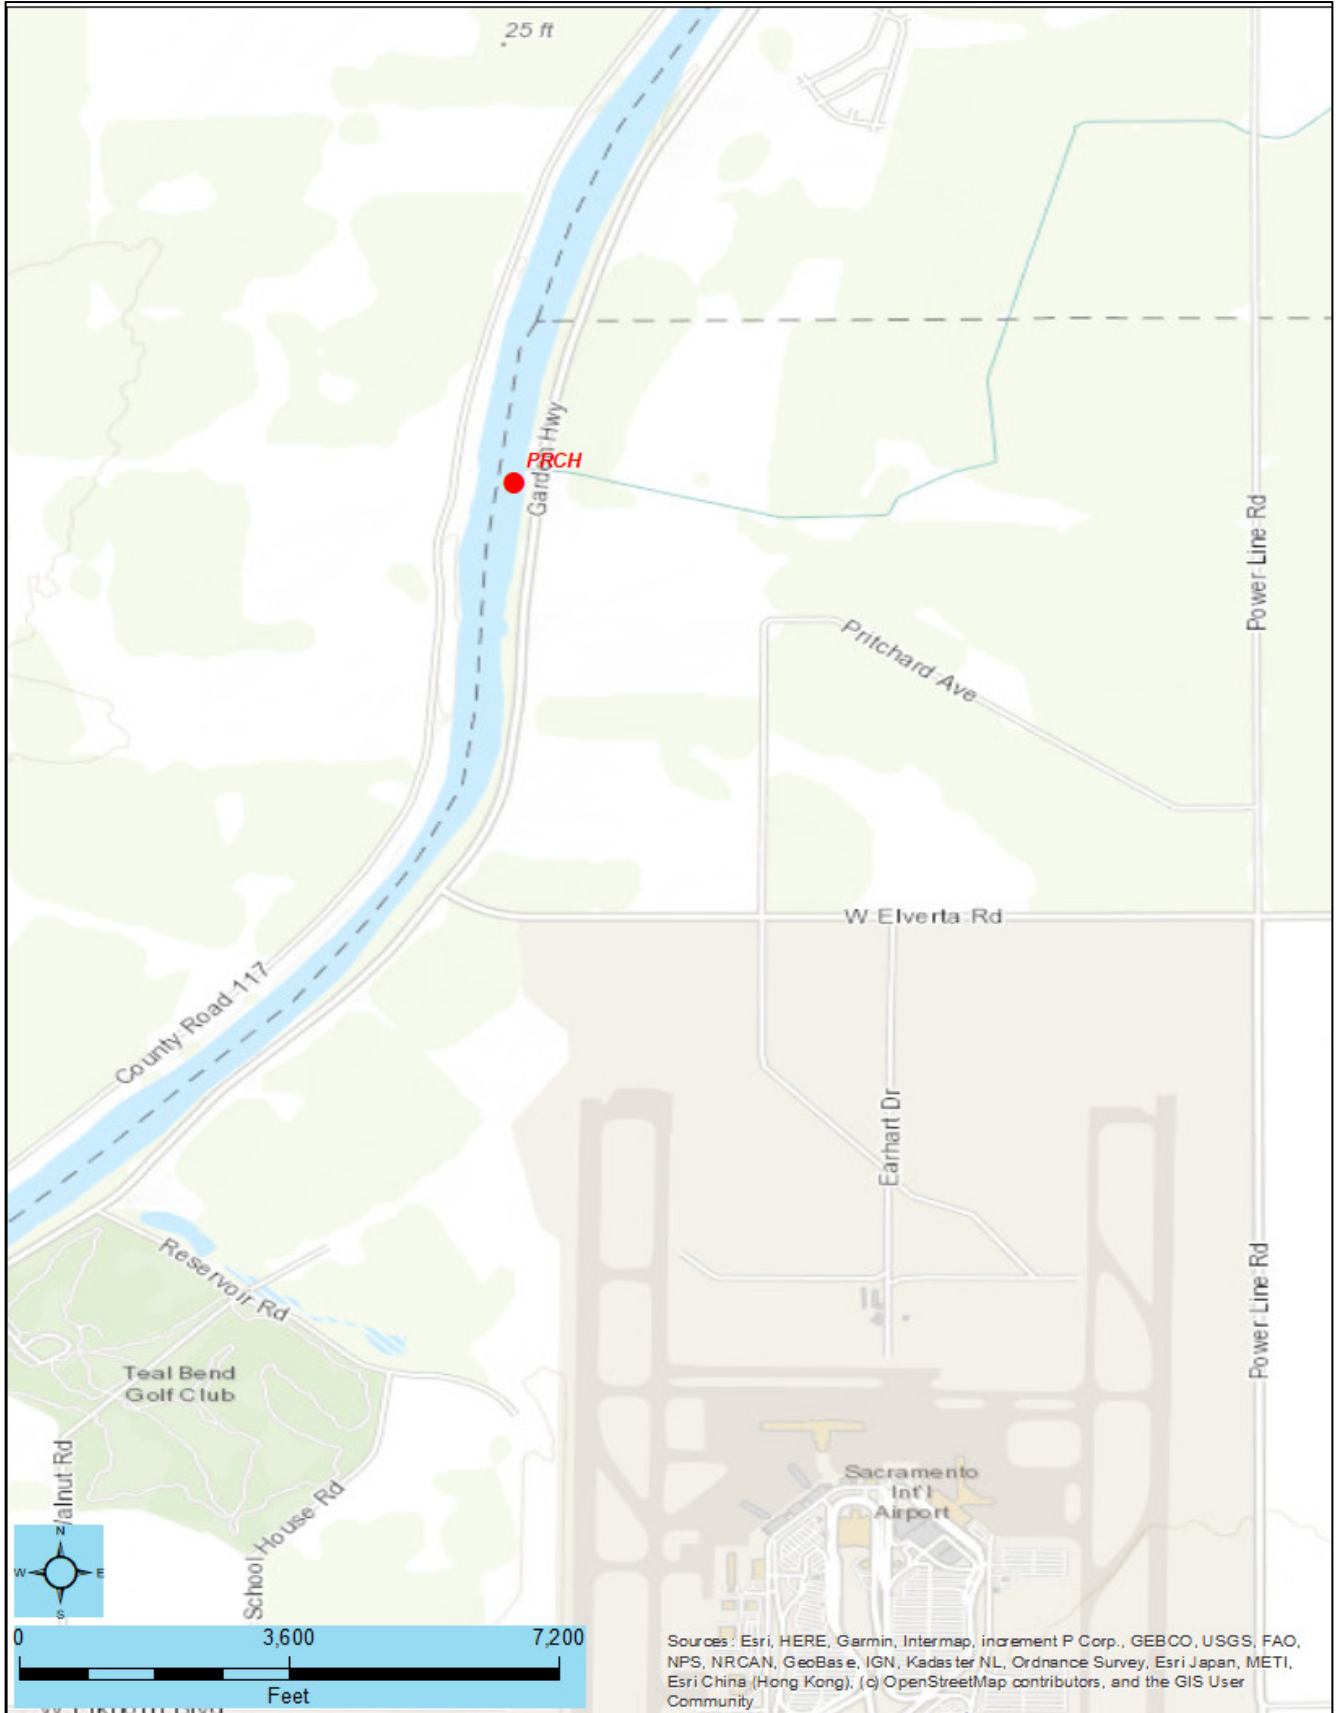 25 ft
Garden Hwy
PRCH
Power Line Rd
Pritchard Ave
W Elverta Rd
County Road 117
Earhart Dr
Reservoir Rd
Power Line Rd
Teal Bend
Golf Club
Sacramento
Int'l
Airport
School House Rd
N
W E
S
0 3,600 7,200
Feet
Sources: Esri, HERE, Garmin, Intermap, increment P Corp., GEBCO, USGS, FAO,
NPS, NRCAN, GeoBase, IGN, Kadaster NL, Ordnance Survey, Esri Japan, METI,
Esri China (Hong Kong), (c) OpenStreetMap contributors, and the GIS User
Community